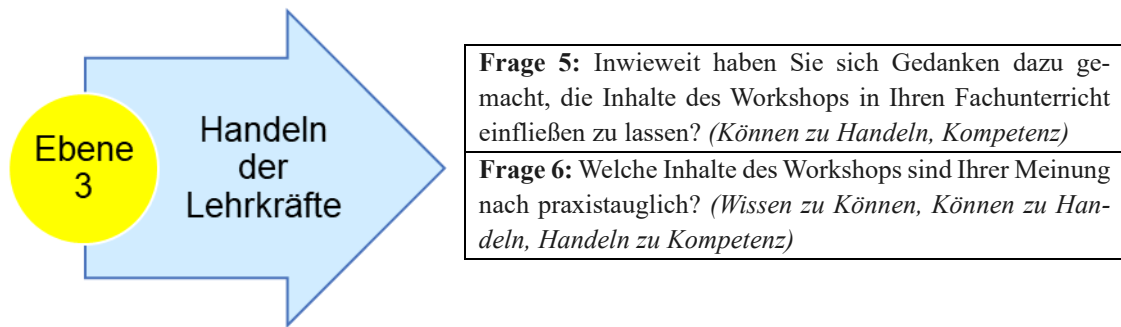 Ebene
3
Handeln
der
Lehrkräfte
Frage 5: Inwieweit haben Sie sich Gedanken dazu ge-
macht, die Inhalte des Workshops in Ihren Fachunterricht
einfließen zu lassen? (Können zu Handeln, Kompetenz)
Frage 6: Welche Inhalte des Workshops sind Ihrer Meinung
nach praxistauglich? (Wissen zu Können, Können zu Han-
deln, Handeln zu Kompetenz)